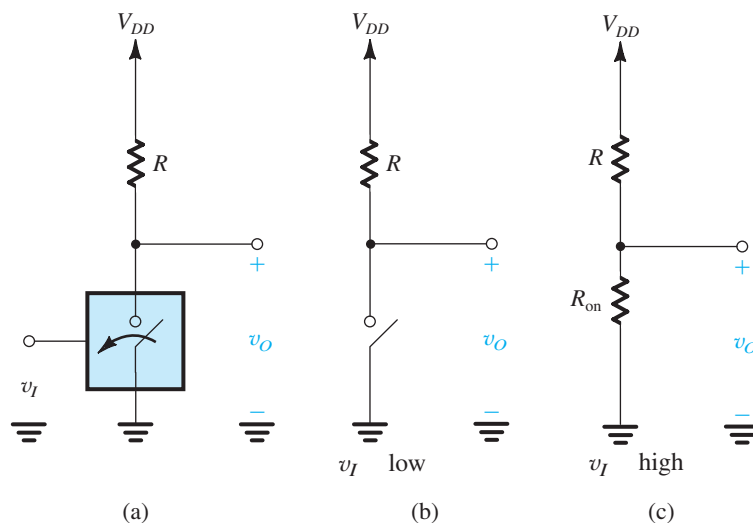 V_DD V_DD V_DD
R R R
+ + +
R_on
v_O v_O v_O
v_I
− − −
v_I low v_I high
(a) (b) (c)